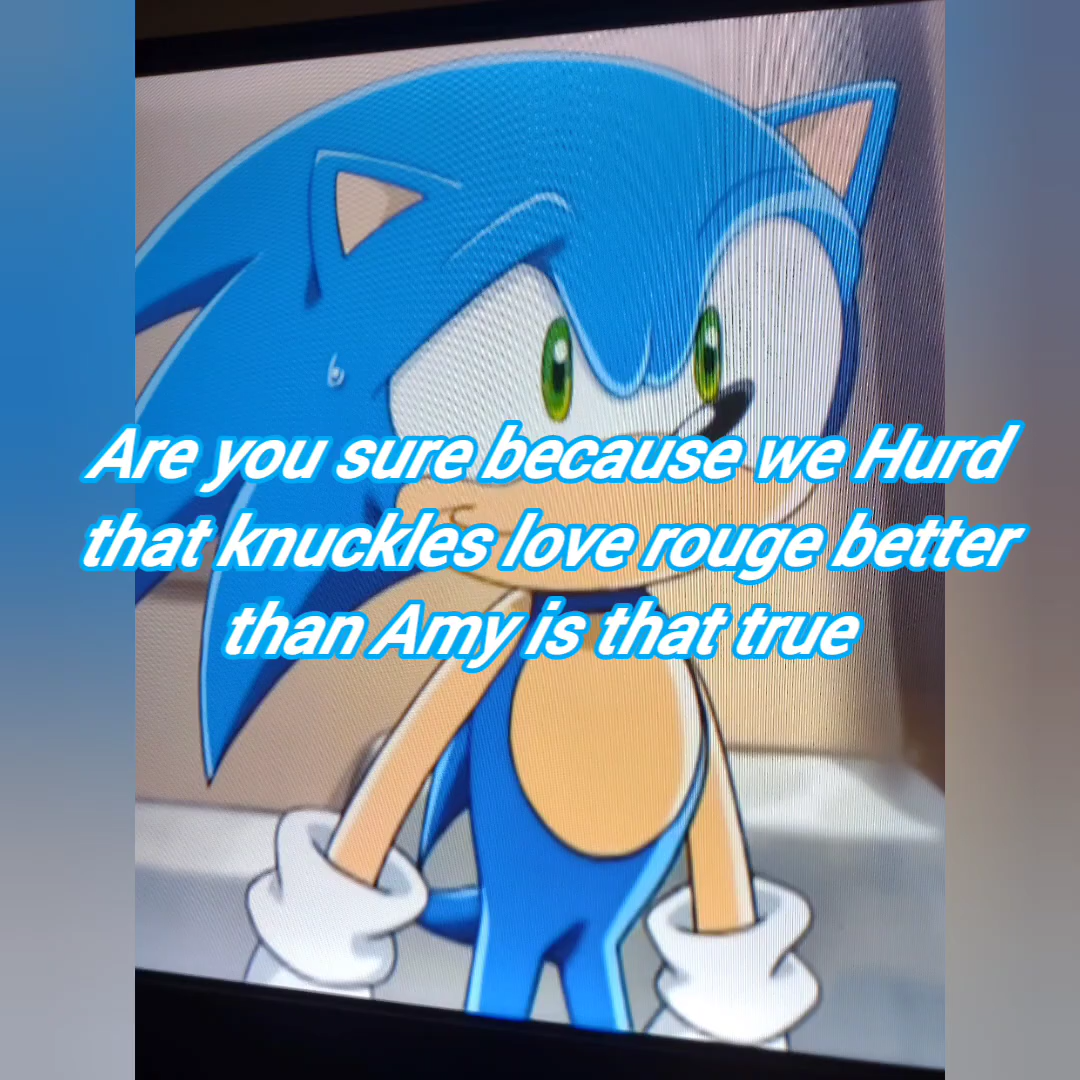 Are you sure because we Hurd
that knuckles love rouge better
than Amy is that true